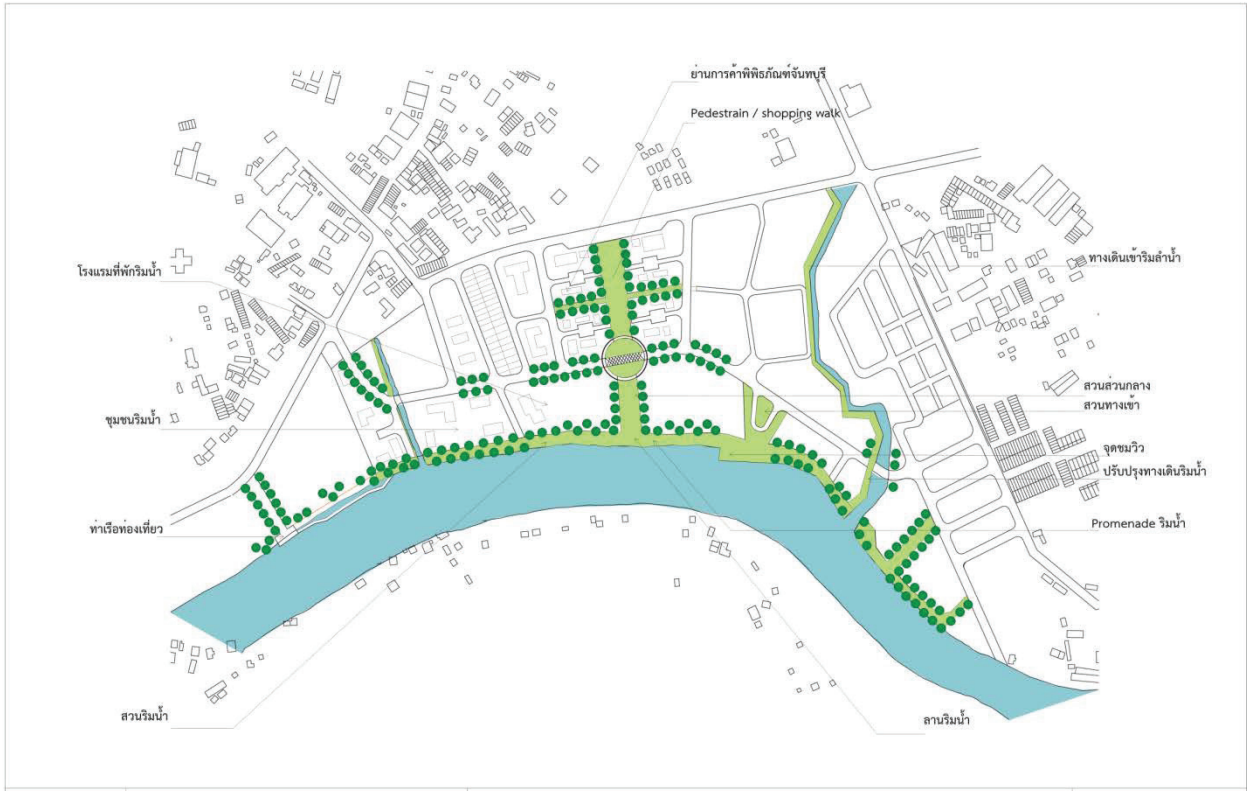 ย่านการค้าพิพิธภัณฑ์จันทบุรี
Pedestrain / shopping walk
โรงแรมที่พักริมน้ำ
ทางเดินเข้าริมลำน้ำ
สวนส่วนกลาง
สวนทางเข้า
ชุมชนริมน้ำ
จุดชมวิว
ปรับปรุงทางเดินริมน้ำ
ท่าเรือท่องเที่ยว
Promenade ริมน้ำ
สวนริมน้ำ
ลานริมน้ำ